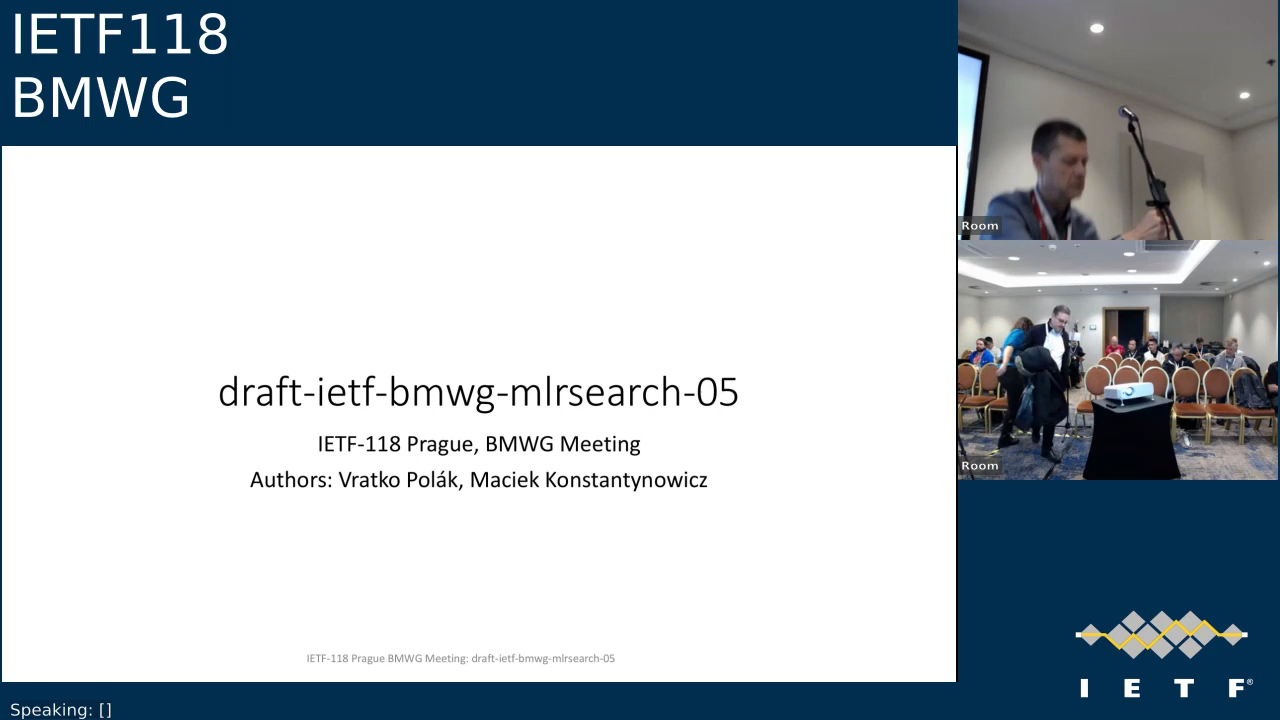 IETF118
BMWG
draft-ietf-bmwg-mlrsearch-05
IETF-118 Prague, BMWG Meeting
Authors: Vratko Polák, Maciek Konstantynowicz
IETF-118 Prague BMWG Meeting: draft-ietf-bmwg-mlrsearch-05
Speaking: []
Room
Room
I E T F®